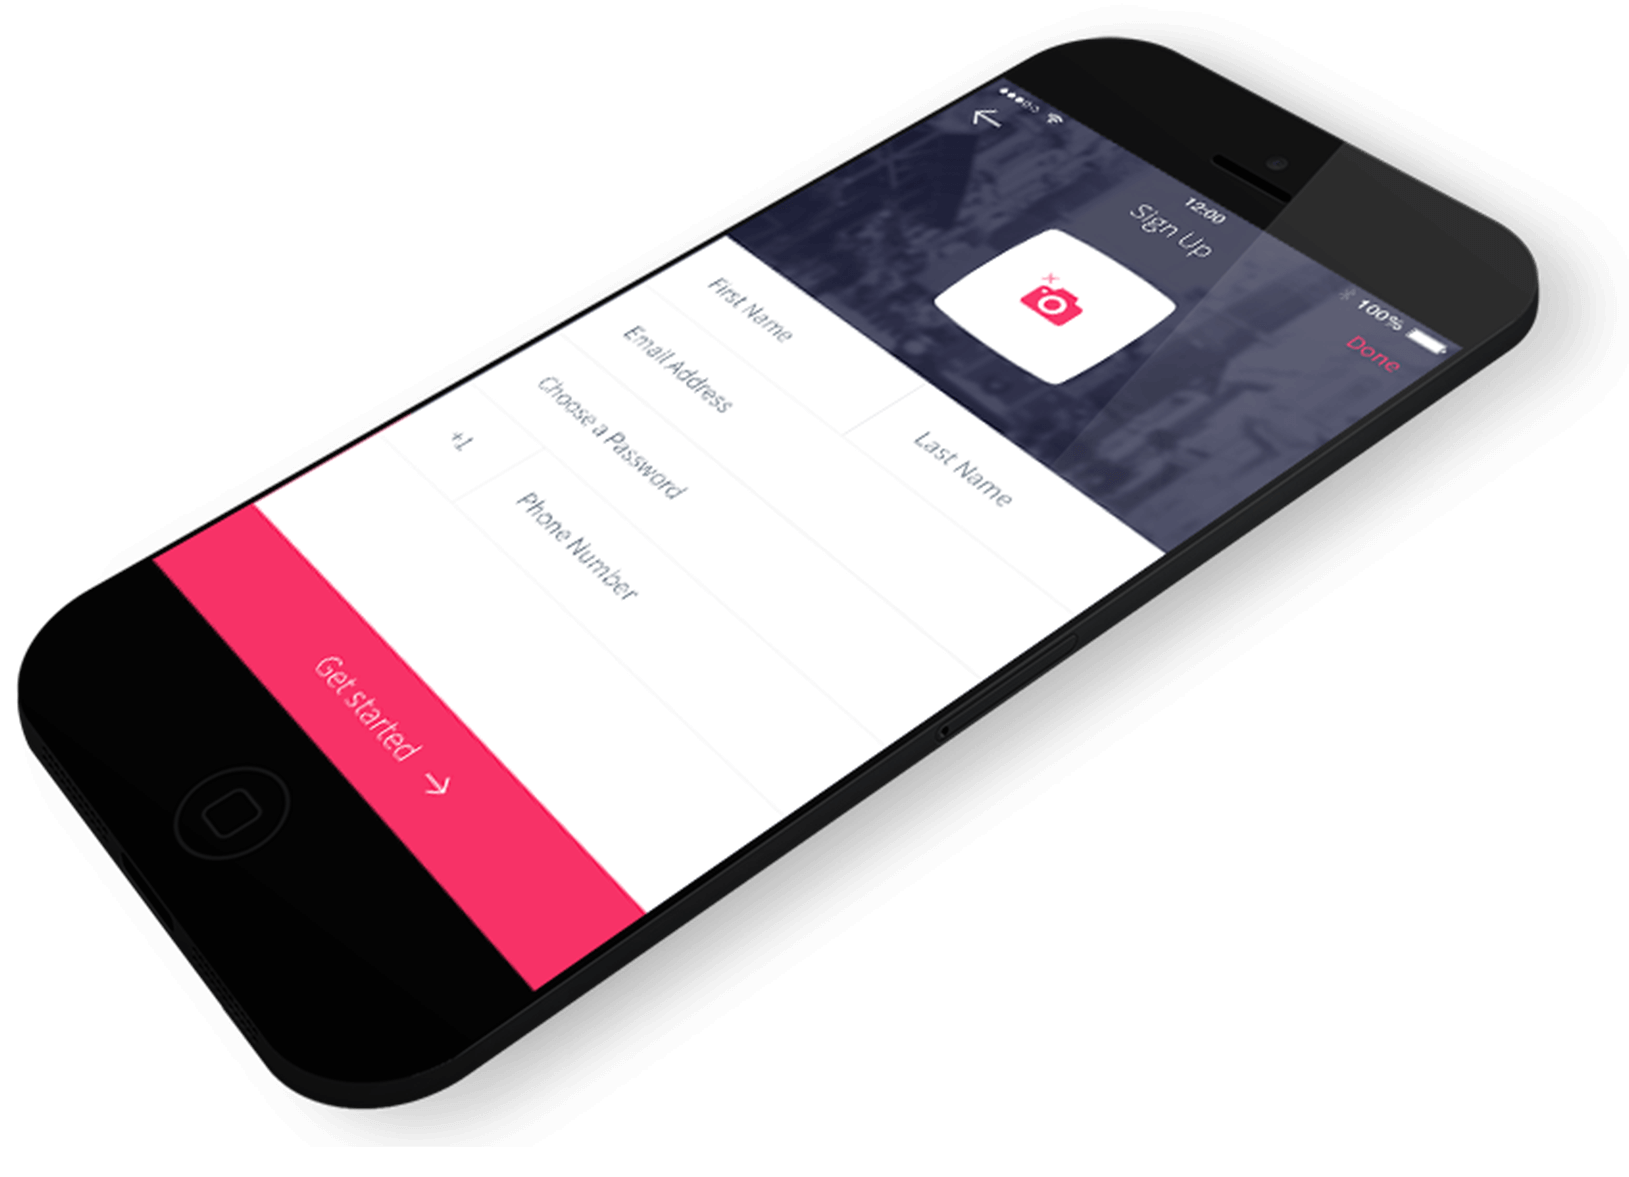 12:00
100%
Sign Up
Done
First Name
Last Name
Email Address
Choose a Password
+1
Phone Number
Get started →